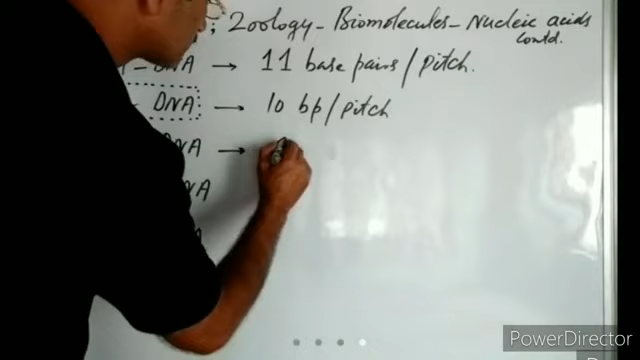 ; Zoology - Biomolecules - Nucleic acids
Contd.
- DNA → 11 base pairs / pitch.
- DNA → 10 bp / pitch
DNA →
DNA
PowerDirector